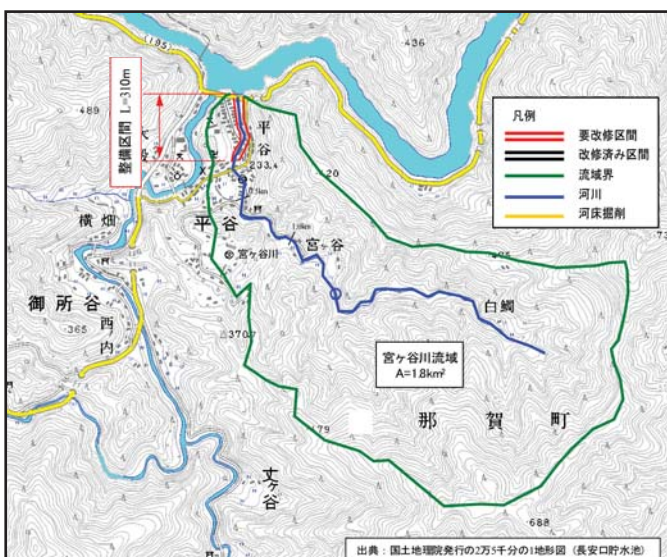 (195)
・436
489
整備区間 L=310m
平谷
233.4
凡例
要改修区間
改修済み区間
流域界
河川
河床掘削
横畑
平谷
宮ヶ谷川
宮ヶ谷
白鯛
御所谷
・365
西内
△370.7
宮ヶ谷川流域
A=1.8km²
那賀町
・179
丈ヶ谷
・688
出典：国土地理院発行の2万5千分の1地形図（長安口貯水池）